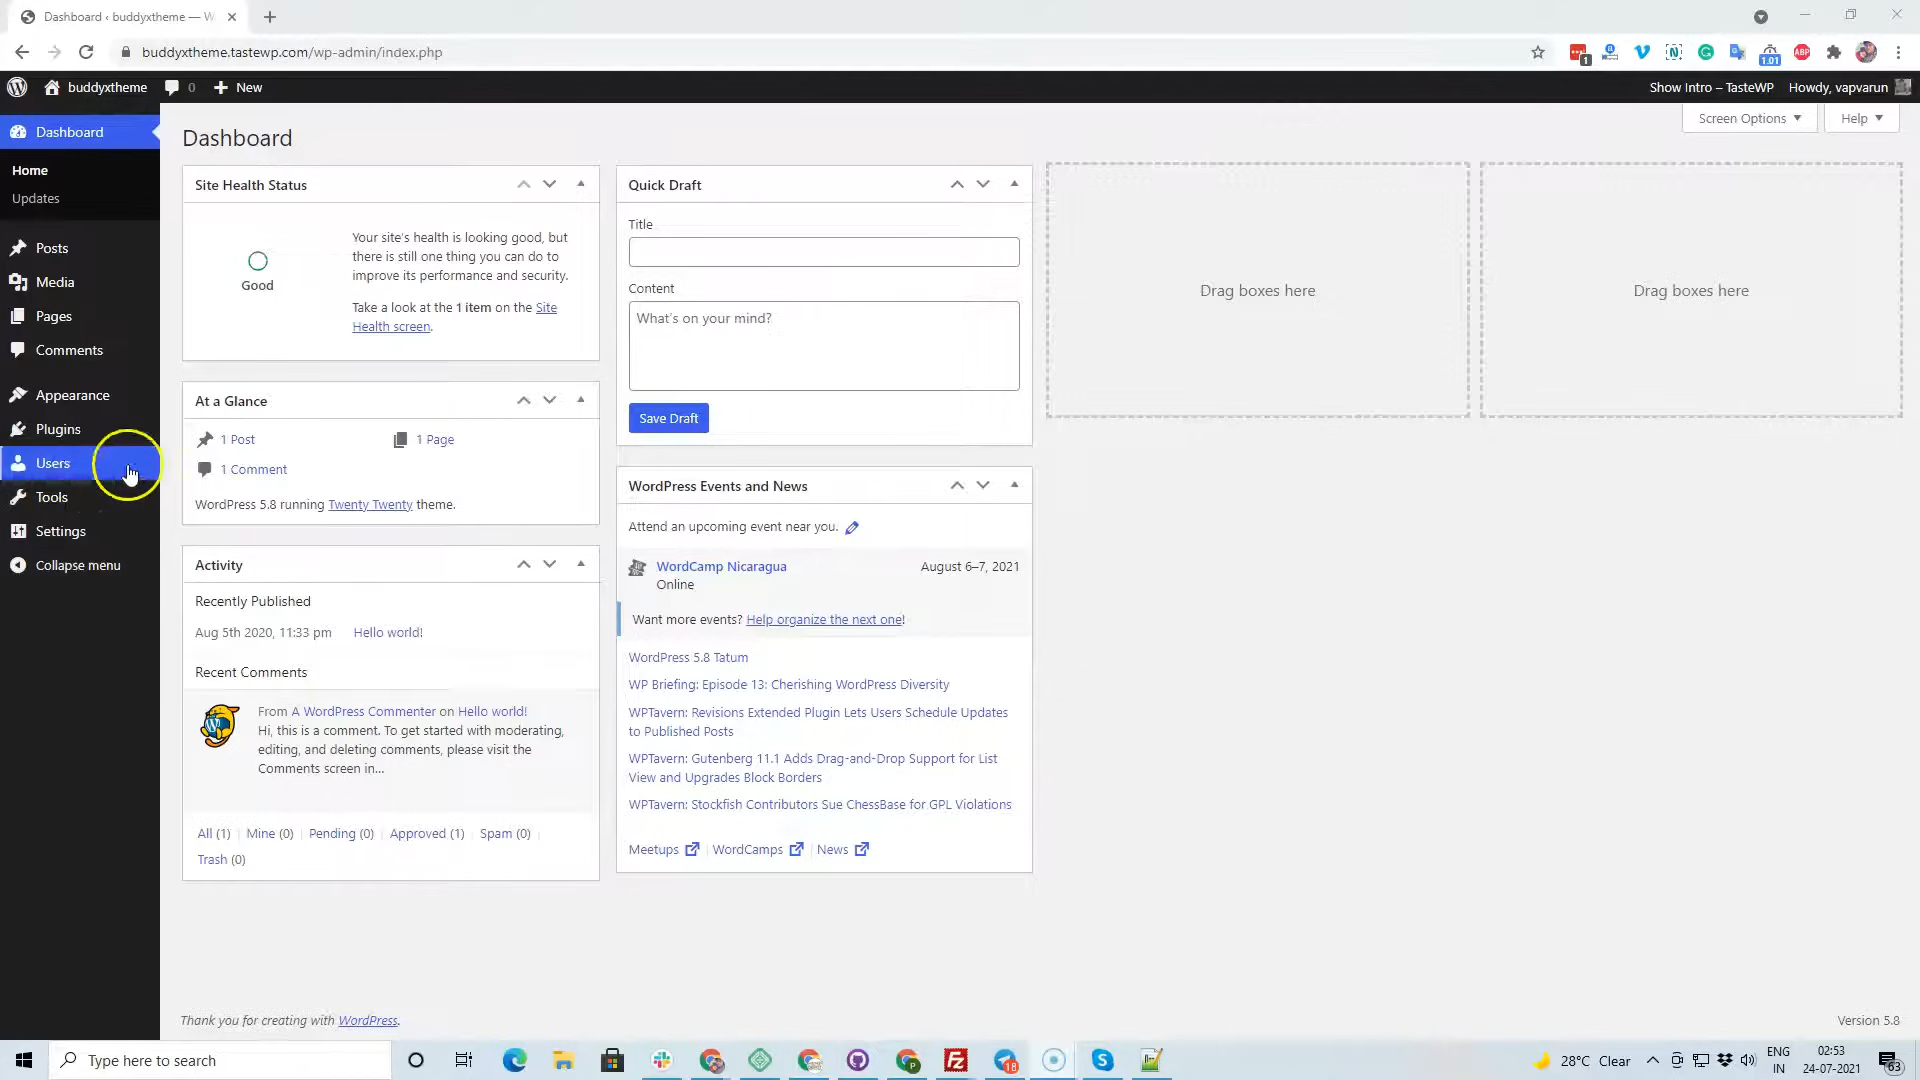 Dashboard ‹ buddyxtheme — W
buddyxtheme.tastewp.com/wp-admin/index.php
1
1.01
ABP
buddyxtheme
0
New
Show Intro – TasteWP
Howdy, vapvarun
Dashboard
Home
Updates
Posts
Media
Pages
Comments
Appearance
Plugins
Users
Tools
Settings
Collapse menu
Dashboard
Screen Options
Help
Site Health Status
Good
Your site's health is looking good, but
there is still one thing you can do to
improve its performance and security.
Take a look at the 1 item on the Site
Health screen.
At a Glance
1 Post
1 Page
1 Comment
WordPress 5.8 running Twenty Twenty theme.
Activity
Recently Published
Aug 5th 2020, 11:33 pm Hello world!
Recent Comments
From A WordPress Commenter on Hello world!
Hi, this is a comment. To get started with moderating,
editing, and deleting comments, please visit the
Comments screen in…
All (1) | Mine (0) | Pending (0) | Approved (1) | Spam (0) |
Trash (0)
Quick Draft
Title
Content
What's on your mind?
Save Draft
WordPress Events and News
Attend an upcoming event near you.
WordCamp Nicaragua
August 6–7, 2021
Online
Want more events? Help organize the next one!
WordPress 5.8 Tatum
WP Briefing: Episode 13: Cherishing WordPress Diversity
WPTavern: Revisions Extended Plugin Lets Users Schedule Updates
to Published Posts
WPTavern: Gutenberg 11.1 Adds Drag-and-Drop Support for List
View and Upgrades Block Borders
WPTavern: Stockfish Contributors Sue ChessBase for GPL Violations
Meetups | WordCamps | News
Drag boxes here
Drag boxes here
Thank you for creating with WordPress.
Version 5.8
Type here to search
18
28°C Clear
ENG
IN
02:53
24-07-2021
63